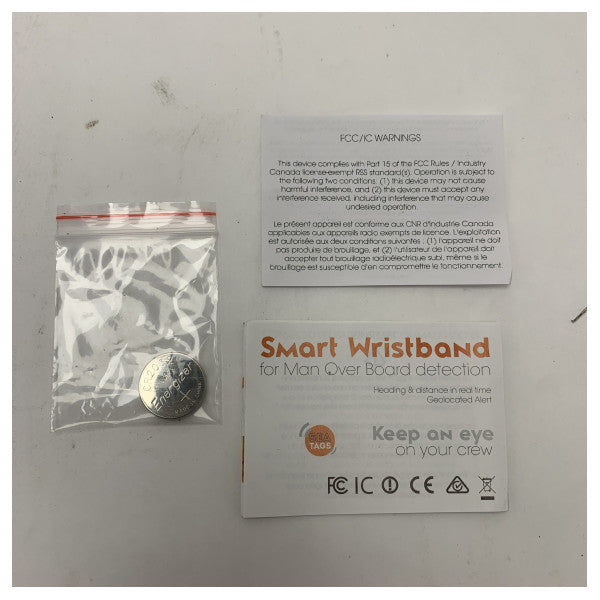 FCC/IC WARNINGS
This device complies with Part 15 of the FCC Rules / Industry
Canada license-exempt RSS standard(s). Operation is subject to
the following two conditions: (1) this device may not cause
harmful interference, and (2) this device must accept any
interference received, including interference that may cause
undesired operation.
Le présent appareil est conforme aux CNR d'Industrie Canada
applicables aux appareils radio exempts de licence. L'exploitation
est autorisée aux deux conditions suivantes : (1) l'appareil ne doit
pas produire de brouillage, et (2) l'utilisateur de l'appareil doit
accepter tout brouillage radioélectrique subi, même si le
brouillage est susceptible d'en compromettre le fonctionnement.
Smart Wristband
for Man Over Board detection
Heading & distance in real time
Geolocated Alert
SEA
TAGS
Keep an eye
on your crew
FC IC CE
Energizer